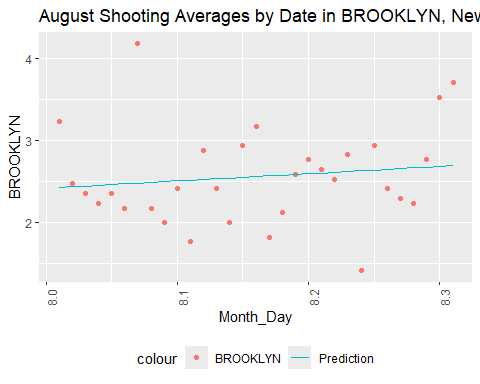 August Shooting Averages by Date in BROOKLYN, New
4
3
2
BROOKLYN
8.0
8.1
8.2
8.3
Month_Day
colour BROOKLYN Prediction